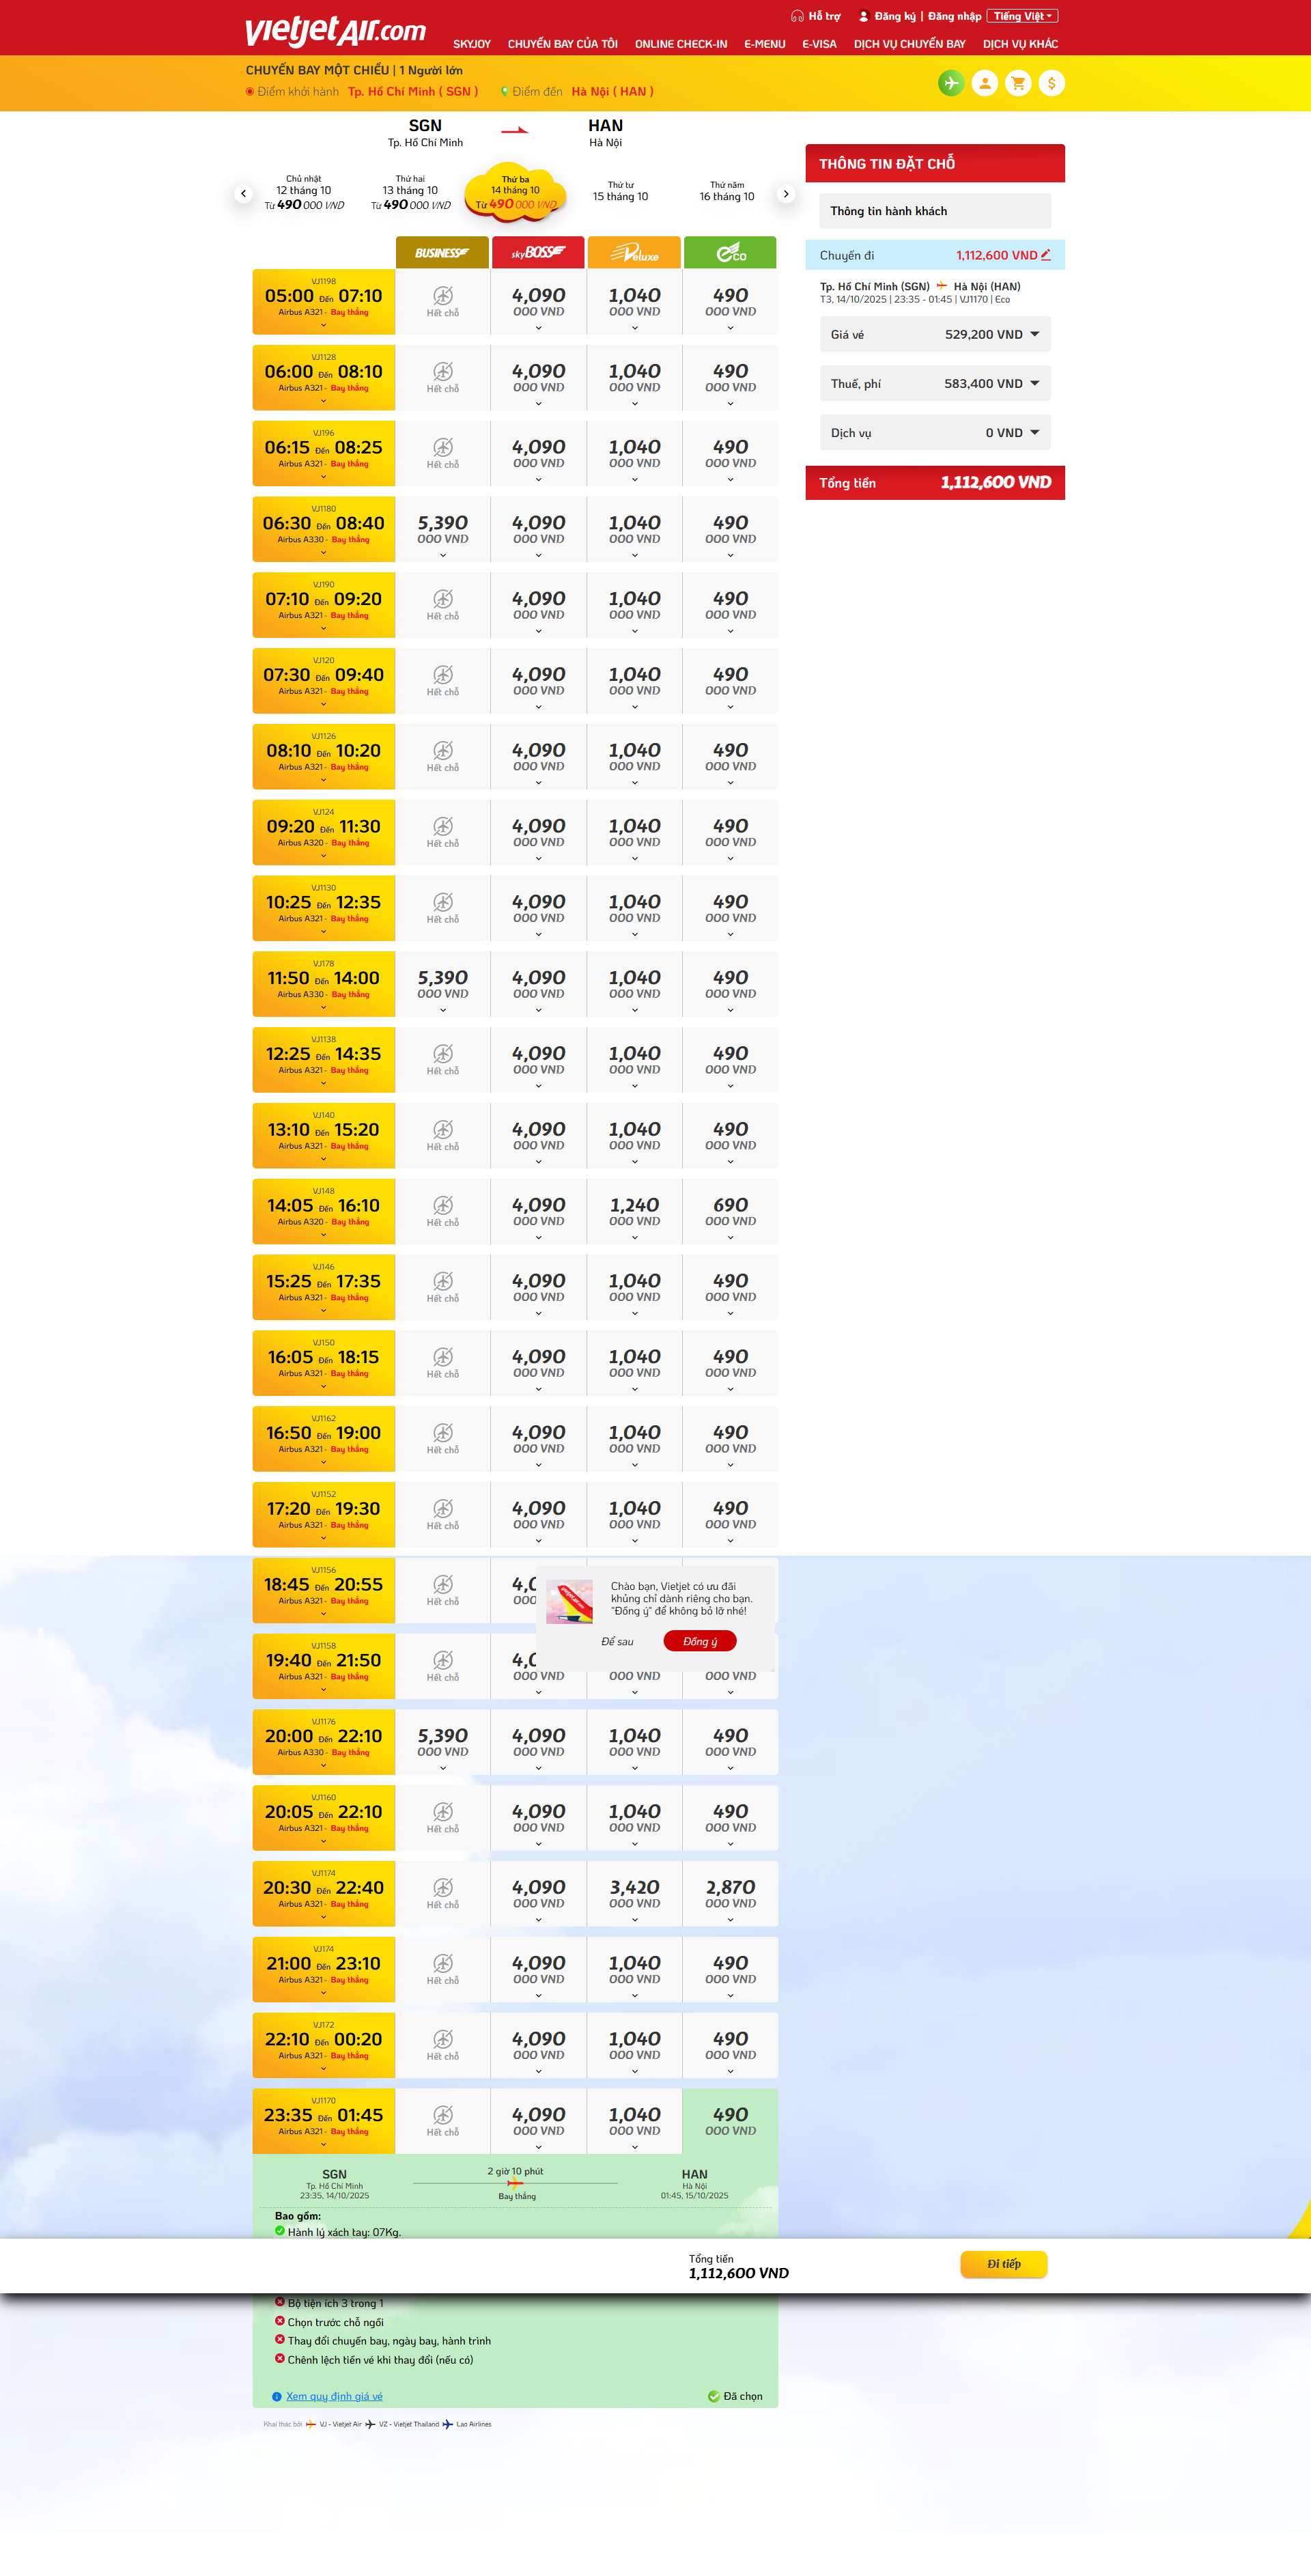 vietjetAir.com
Hỗ trợ Đăng ký | Đăng nhập Tiếng Việt
SKYJOY CHUYẾN BAY CỦA TÔI ONLINE CHECK-IN E-MENU E-VISA DỊCH VỤ CHUYẾN BAY DỊCH VỤ KHÁC
CHUYẾN BAY MỘT CHIỀU | 1 Người lớn
Điểm khởi hành Tp. Hồ Chí Minh ( SGN ) Điểm đến Hà Nội ( HAN )
SGN HAN
Tp. Hồ Chí Minh Hà Nội
Chủ nhật
12 tháng 10
Từ 490 000 VND
Thứ hai
13 tháng 10
Từ 490 000 VND
Thứ ba
14 tháng 10
Từ 490 000 VND
Thứ tư
15 tháng 10
Thứ năm
16 tháng 10
BUSINESS skyBOSS Deluxe eco
VJ1198
05:00 Đến 07:10 4,090 1,040 490
Airbus A321 - Bay thẳng Hết chỗ 000 VND 000 VND 000 VND
VJ1128
06:00 Đến 08:10 4,090 1,040 490
Airbus A321 - Bay thẳng Hết chỗ 000 VND 000 VND 000 VND
VJ196
06:15 Đến 08:25 4,090 1,040 490
Airbus A321 - Bay thẳng Hết chỗ 000 VND 000 VND 000 VND
VJ1180
06:30 Đến 08:40 5,390 4,090 1,040 490
Airbus A330 - Bay thẳng 000 VND 000 VND 000 VND 000 VND
VJ190
07:10 Đến 09:20 4,090 1,040 490
Airbus A321 - Bay thẳng Hết chỗ 000 VND 000 VND 000 VND
VJ120
07:30 Đến 09:40 4,090 1,040 490
Airbus A321 - Bay thẳng Hết chỗ 000 VND 000 VND 000 VND
VJ1126
08:10 Đến 10:20 4,090 1,040 490
Airbus A321 - Bay thẳng Hết chỗ 000 VND 000 VND 000 VND
VJ124
09:20 Đến 11:30 4,090 1,040 490
Airbus A320 - Bay thẳng Hết chỗ 000 VND 000 VND 000 VND
VJ1130
10:25 Đến 12:35 4,090 1,040 490
Airbus A321 - Bay thẳng Hết chỗ 000 VND 000 VND 000 VND
VJ178
11:50 Đến 14:00 5,390 4,090 1,040 490
Airbus A330 - Bay thẳng 000 VND 000 VND 000 VND 000 VND
VJ1138
12:25 Đến 14:35 4,090 1,040 490
Airbus A321 - Bay thẳng Hết chỗ 000 VND 000 VND 000 VND
VJ140
13:10 Đến 15:20 4,090 1,040 490
Airbus A321 - Bay thẳng Hết chỗ 000 VND 000 VND 000 VND
VJ148
14:05 Đến 16:10 4,090 1,240 690
Airbus A320 - Bay thẳng Hết chỗ 000 VND 000 VND 000 VND
VJ146
15:25 Đến 17:35 4,090 1,040 490
Airbus A321 - Bay thẳng Hết chỗ 000 VND 000 VND 000 VND
VJ150
16:05 Đến 18:15 4,090 1,040 490
Airbus A321 - Bay thẳng Hết chỗ 000 VND 000 VND 000 VND
VJ1162
16:50 Đến 19:00 4,090 1,040 490
Airbus A321 - Bay thẳng Hết chỗ 000 VND 000 VND 000 VND
VJ1152
17:20 Đến 19:30 4,090 1,040 490
Airbus A321 - Bay thẳng Hết chỗ 000 VND 000 VND 000 VND
VJ1156
18:45 Đến 20:55
Airbus A321 - Bay thẳng Hết chỗ
Chào bạn, Vietjet có ưu đãi
khủng chỉ dành riêng cho bạn.
"Đồng ý" để không bỏ lỡ nhé!
Để sau Đồng ý
VJ1158
19:40 Đến 21:50
Airbus A321 - Bay thẳng Hết chỗ 000 VND 000 VND 000 VND
VJ1176
20:00 Đến 22:10 5,390 4,090 1,040 490
Airbus A330 - Bay thẳng 000 VND 000 VND 000 VND 000 VND
VJ1160
20:05 Đến 22:10 4,090 1,040 490
Airbus A321 - Bay thẳng Hết chỗ 000 VND 000 VND 000 VND
VJ1174
20:30 Đến 22:40 4,090 3,420 2,870
Airbus A321 - Bay thẳng Hết chỗ 000 VND 000 VND 000 VND
VJ174
21:00 Đến 23:10 4,090 1,040 490
Airbus A321 - Bay thẳng Hết chỗ 000 VND 000 VND 000 VND
VJ172
22:10 Đến 00:20 4,090 1,040 490
Airbus A321 - Bay thẳng Hết chỗ 000 VND 000 VND 000 VND
VJ1170
23:35 Đến 01:45 4,090 1,040 490
Airbus A321 - Bay thẳng Hết chỗ 000 VND 000 VND 000 VND
SGN 2 giờ 10 phút HAN
Tp. Hồ Chí Minh Hà Nội
23:35, 14/10/2025 Bay thẳng 01:45, 15/10/2025
Bao gồm:
Hành lý xách tay: 07Kg.
Tổng tiền
1,112,600 VND
Đi tiếp
Bộ tiện ích 3 trong 1
Chọn trước chỗ ngồi
Thay đổi chuyến bay, ngày bay, hành trình
Chênh lệch tiền vé khi thay đổi (nếu có)
Xem quy định giá vé Đã chọn
Khai thác bởi VJ - Vietjet Air VZ - Vietjet Thailand Lao Airlines
THÔNG TIN ĐẶT CHỖ
Thông tin hành khách
Chuyến đi 1,112,600 VND
Tp. Hồ Chí Minh (SGN) Hà Nội (HAN)
T3, 14/10/2025 | 23:35 - 01:45 | VJ1170 | Eco
Giá vé 529,200 VND
Thuế, phí 583,400 VND
Dịch vụ 0 VND
Tổng tiền 1,112,600 VND